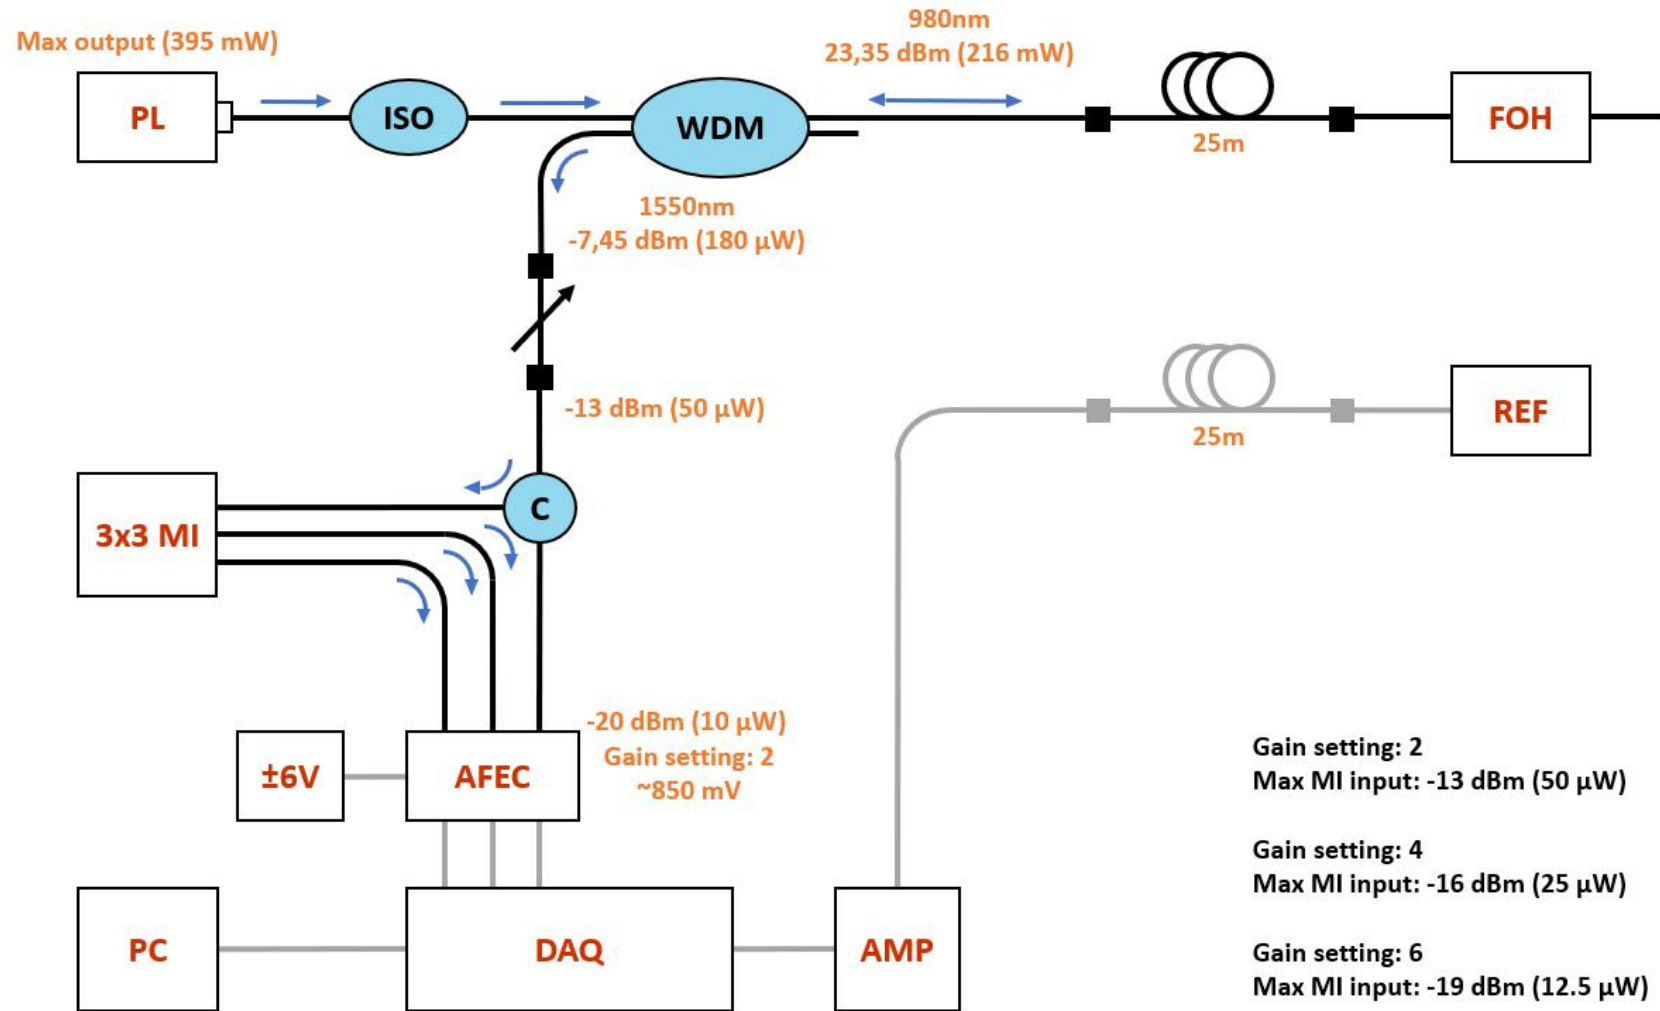 980nm
Max output (395 mW)
23,35 dBm (216 mW)
PL
ISO
WDM
FOH
25m
1550nm
-7,45 dBm (180 µW)
-13 dBm (50 µW)
REF
25m
C
3x3 MI
-20 dBm (10 µW)
Gain setting: 2
~850 mV
±6V
AFEC
Gain setting: 2
Max MI input: -13 dBm (50 µW)
Gain setting: 4
Max MI input: -16 dBm (25 µW)
Gain setting: 6
Max MI input: -19 dBm (12.5 µW)
PC
DAQ
AMP